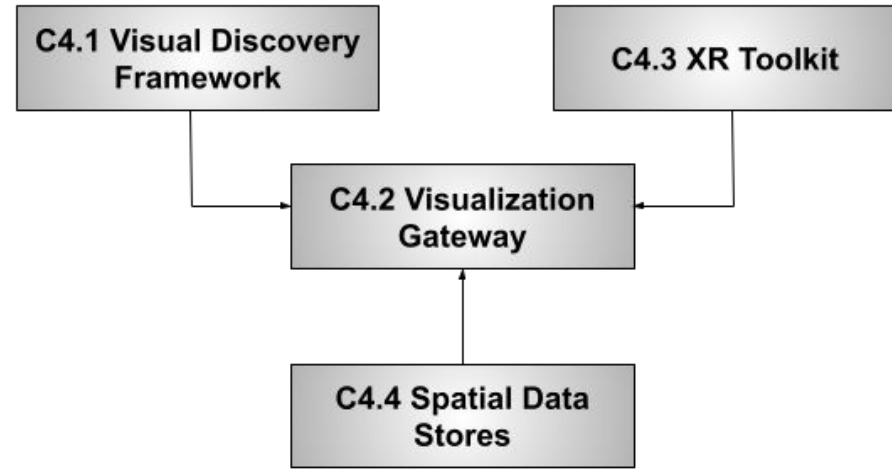 C4.1 Visual Discovery
Framework
C4.3 XR Toolkit
C4.2 Visualization
Gateway
C4.4 Spatial Data
Stores